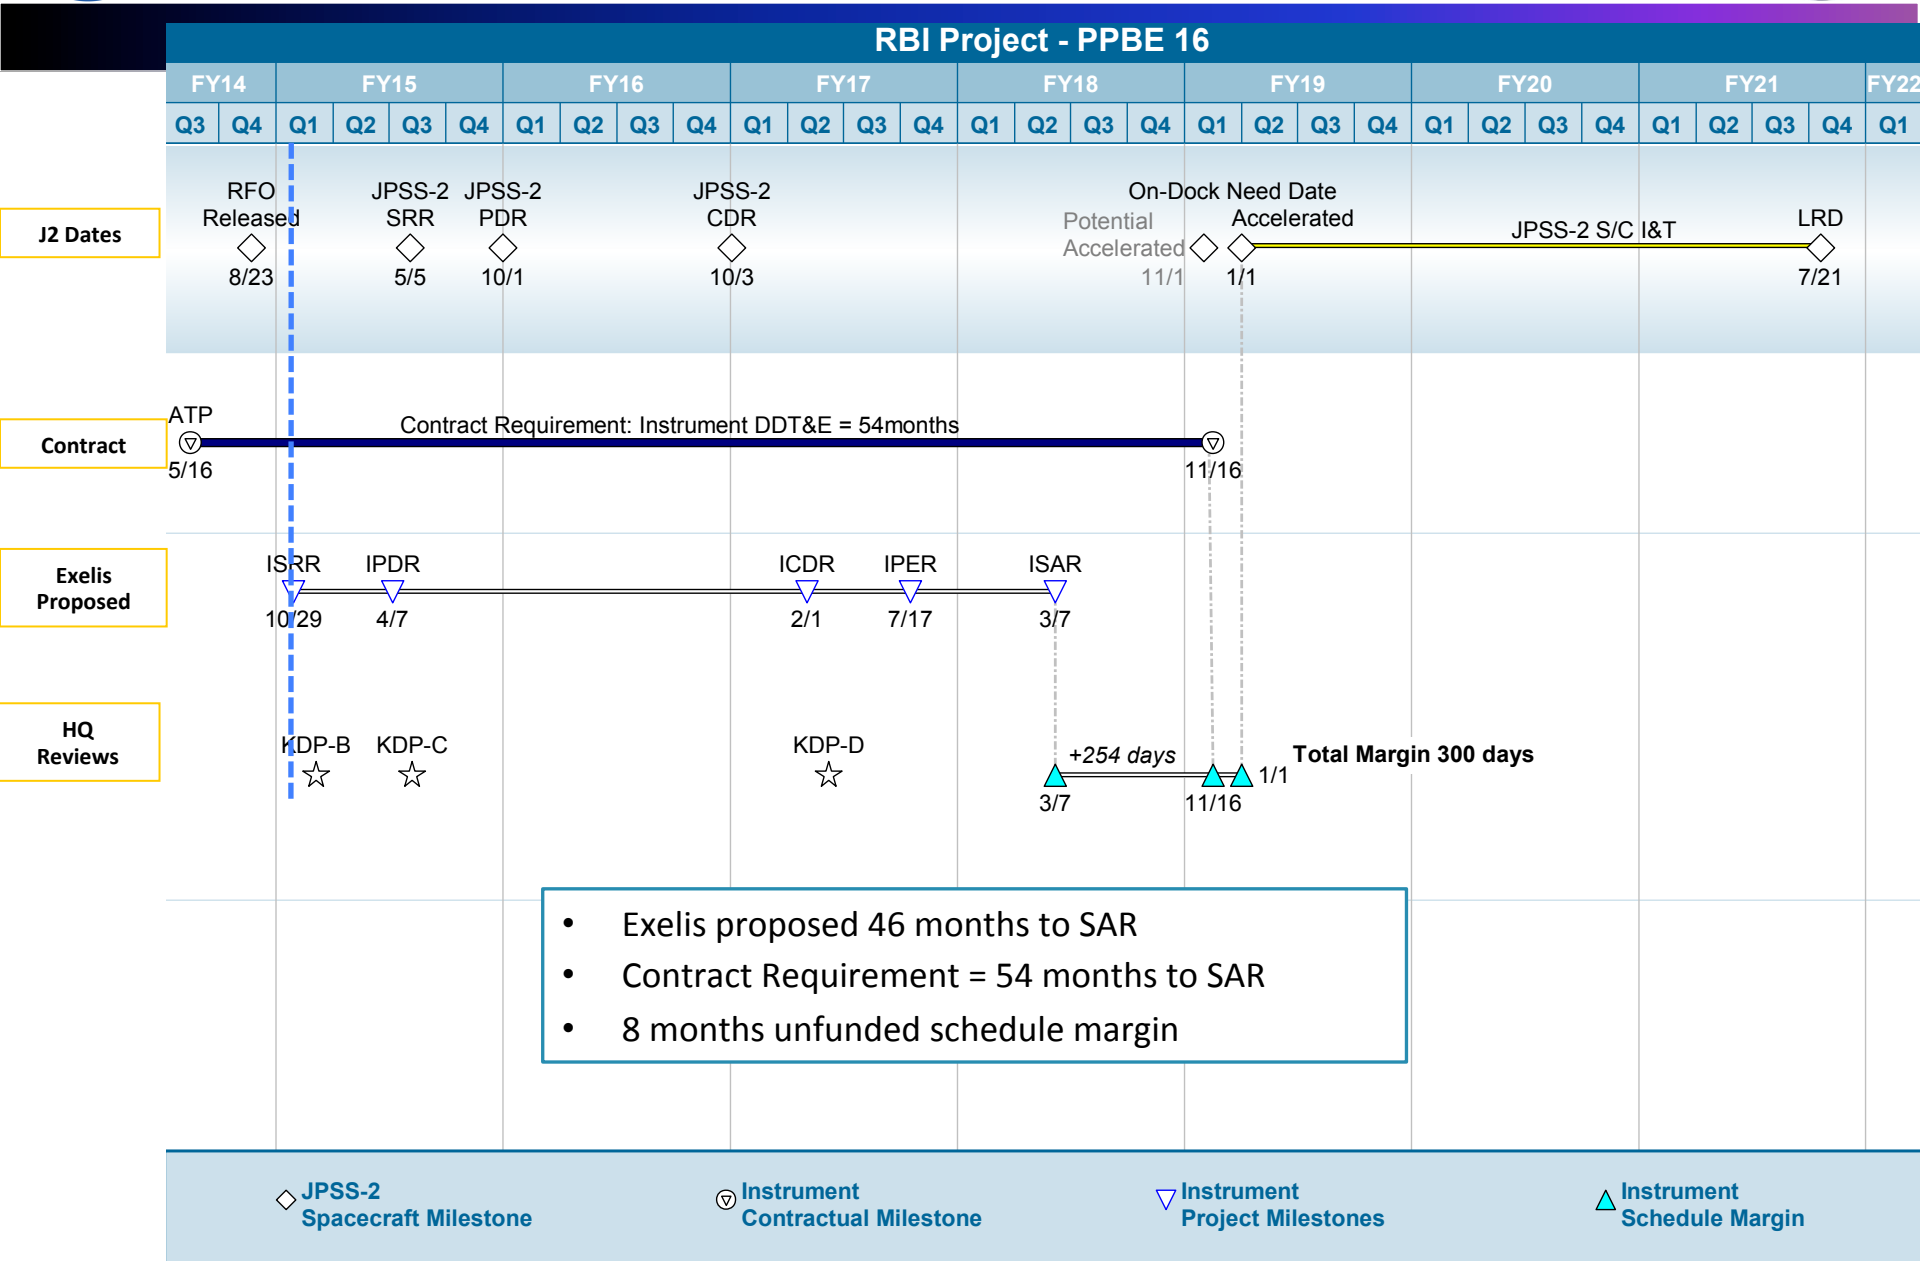 RBI Project - PPBE 16
FY14 FY15 FY16 FY17 FY18 FY19 FY20 FY21 FY22
Q3 Q4 Q1 Q2 Q3 Q4 Q1 Q2 Q3 Q4 Q1 Q2 Q3 Q4 Q1 Q2 Q3 Q4 Q1 Q2 Q3 Q4 Q1 Q2 Q3 Q4 Q1 Q2 Q3 Q4 Q1
J2 Dates
RFO
Released
8/23
JPSS-2
SRR
5/5
JPSS-2
PDR
10/1
JPSS-2
CDR
10/3
On-Dock Need Date
Potential
Accelerated
11/1
Accelerated
1/1
JPSS-2 S/C I&T
LRD
7/21
Contract
ATP
5/16
Contract Requirement: Instrument DDT&E = 54months
11/16
Exelis
Proposed
ISRR
10/29
IPDR
4/7
ICDR
2/1
IPER
7/17
ISAR
3/7
HQ
Reviews
KDP-B
KDP-C
KDP-D
+254 days
3/7
11/16
1/1
Total Margin 300 days
• Exelis proposed 46 months to SAR
• Contract Requirement = 54 months to SAR
• 8 months unfunded schedule margin
JPSS-2
Spacecraft Milestone
Instrument
Contractual Milestone
Instrument
Project Milestones
Instrument
Schedule Margin